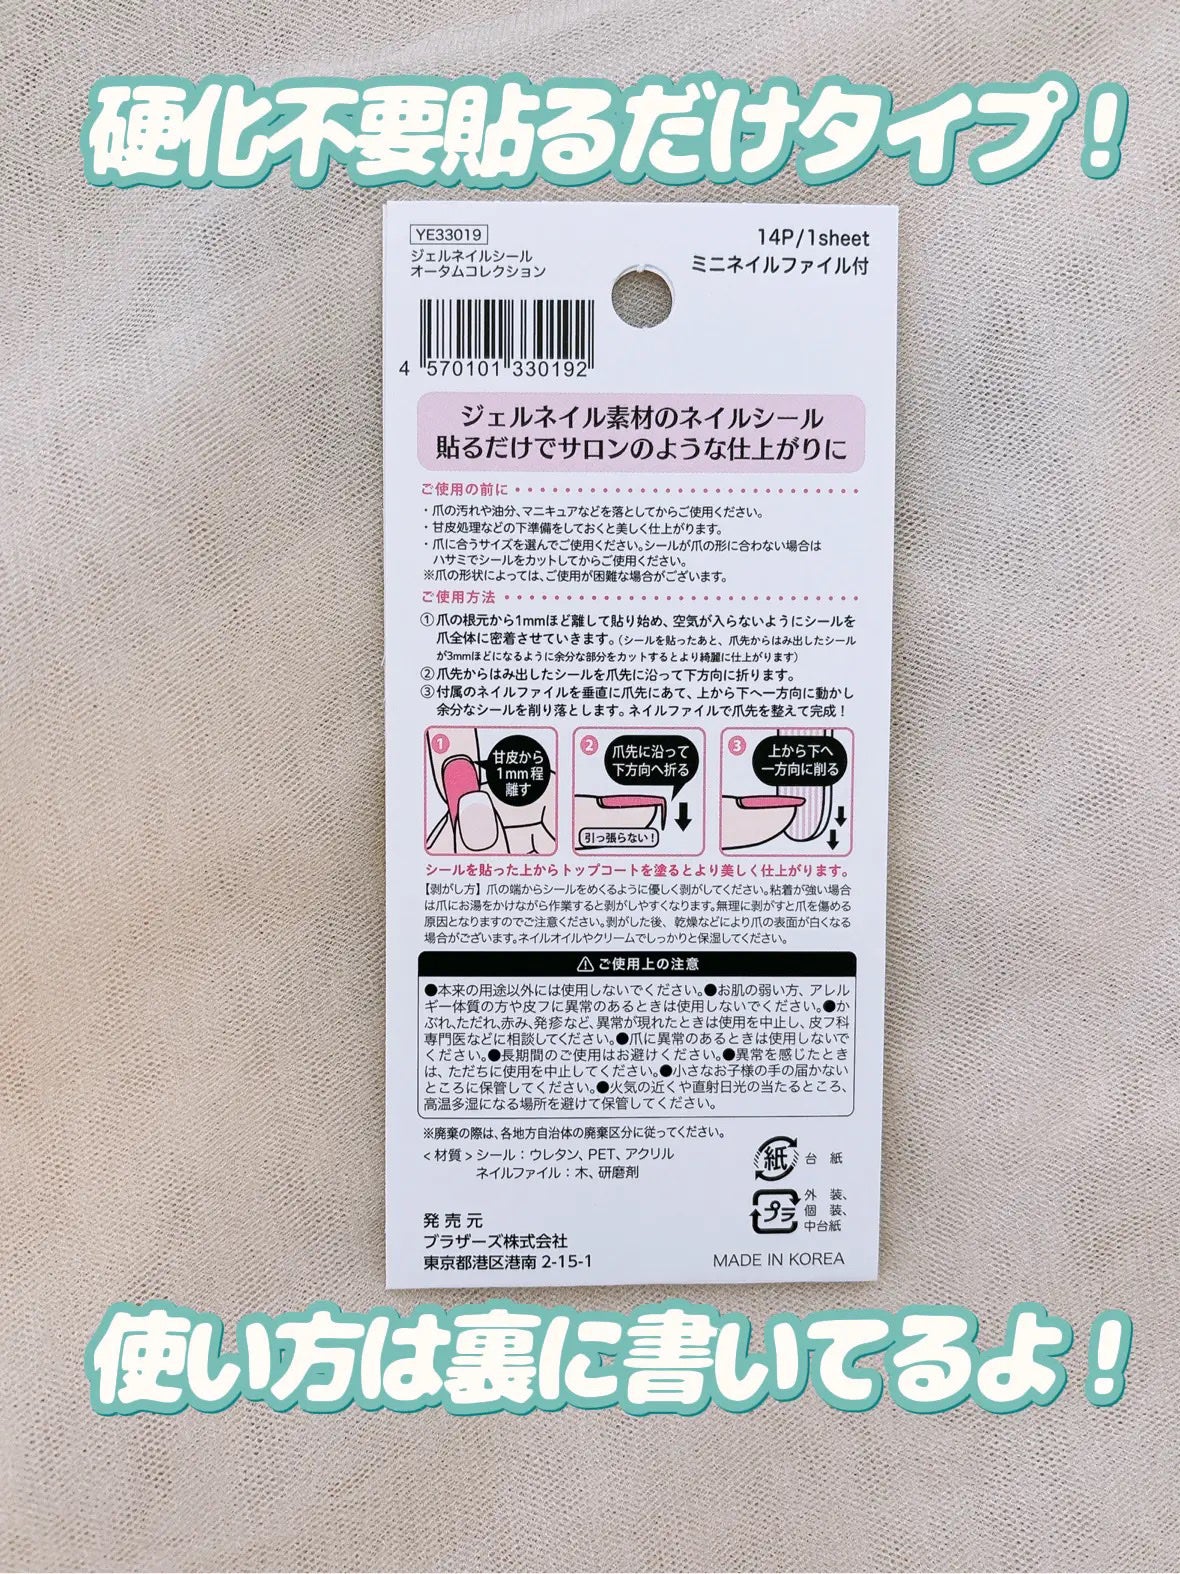 硬化不要貼るだけタイプ！
YE33019
ジェルネイルシール
オータムコレクション
14P/1sheet
ミニネイルファイル付
4 570101 330192
ジェルネイル素材のネイルシール
貼るだけでサロンのような仕上がりに
ご使用の前に
・爪の汚れや油分、マニキュアなどを落としてからご使用ください。
・甘皮処理などの下準備をしておくと美しく仕上がります。
・爪に合うサイズを選んでご使用ください。シールが爪の形に合わない場合は
ハサミでシールをカットしてからご使用ください。
※爪の形状によっては、ご使用が困難な場合がございます。
ご使用方法
①爪の根元から1mmほど離して貼り始め、空気が入らないようにシールを
爪全体に密着させていきます。(シールを貼ったあと、爪先からはみ出したシール
が3mmほどになるように余分な部分をカットするとより綺麗に仕上がります)
②爪先からはみ出したシールを爪先に沿って下方向に折ります。
③付属のネイルファイルを垂直に爪先にあて、上から下へ一方向に動かし
余分なシールを削り落とします。ネイルファイルで爪先を整えて完成！
1
甘皮から
1mm程
離す
2
爪先に沿って
下方向へ折る
引っ張らない！
3
上から下へ
一方向に削る
シールを貼った上からトップコートを塗るとより美しく仕上がります。
【剥がし方】爪の端からシールをめくるように優しく剥がしてください。粘着が強い場合
は爪にお湯をかけながら作業すると剥がしやすくなります。無理に剥がすと爪を傷める
原因となりますのでご注意ください。剥がした後、乾燥などにより爪の表面が白くなる
場合がございます。ネイルオイルやクリームでしっかりと保湿してください。
⚠ご使用上の注意
●本来の用途以外には使用しないでください。●お肌の弱い方、アレル
ギー体質の方や皮フに異常のあるときは使用しないでください。●か
ぶれ、ただれ、赤み、発疹など、異常が現れたときは使用を中止し、皮フ科
専門医などに相談してください。●爪に異常のあるときは使用しないで
ください。●長期間のご使用はお避けください。●異常を感じたとき
は、ただちに使用を中止してください。●小さなお子様の手の届かない
ところに保管してください。●火気の近くや直射日光の当たるところ、
高温多湿になる場所を避けて保管してください。
※廃棄の際は、各地方自治体の廃棄区分に従ってください。
＜材質＞シール：ウレタン、PET、アクリル
ネイルファイル：木、研磨剤
紙 台 紙
プラ 外 装、
個 装、
中台紙
発売元
ブラザーズ株式会社
東京都港区港南 2-15-1
MADE IN KOREA
使い方は裏に書いてるよ！